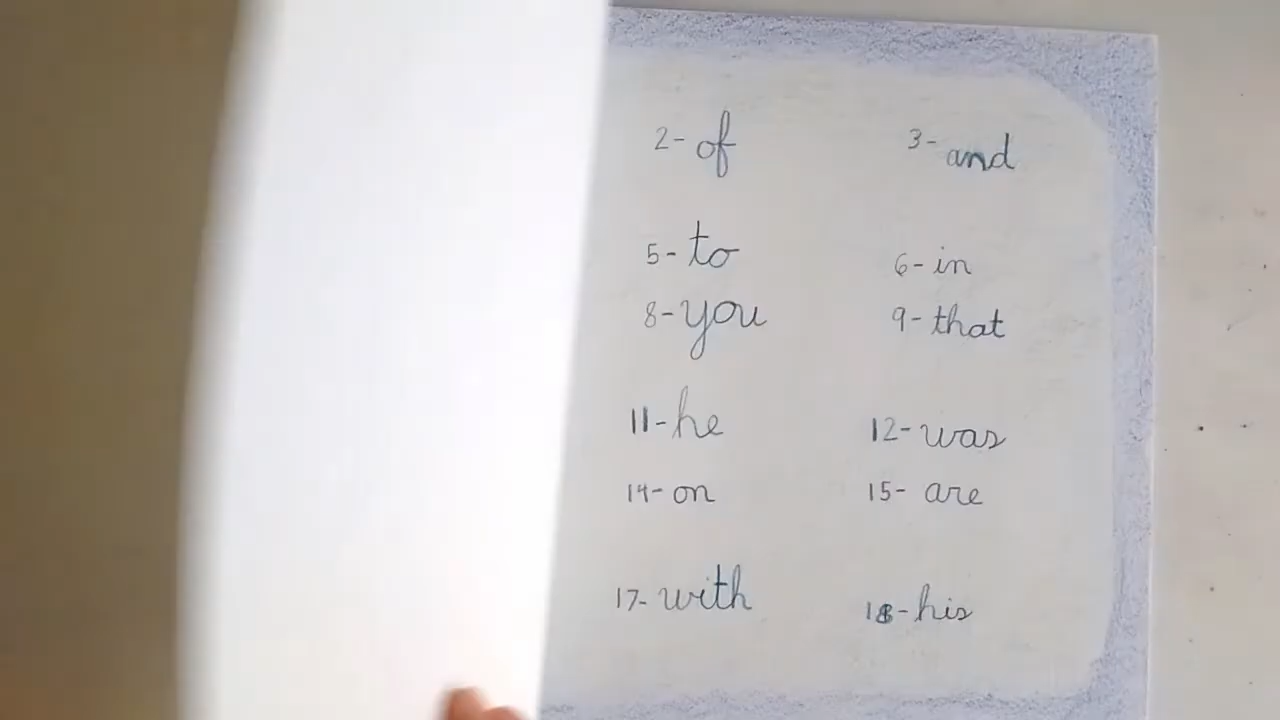 2- of 3- and
5- to 6- in
8- you 9- that
11- he 12- was
14- on 15- are
17- with 18- his